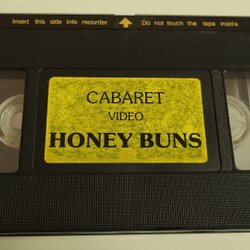 Insert this side into recorder
Do not touch the tape inside
CABARET
VIDEO
HONEY BUNS